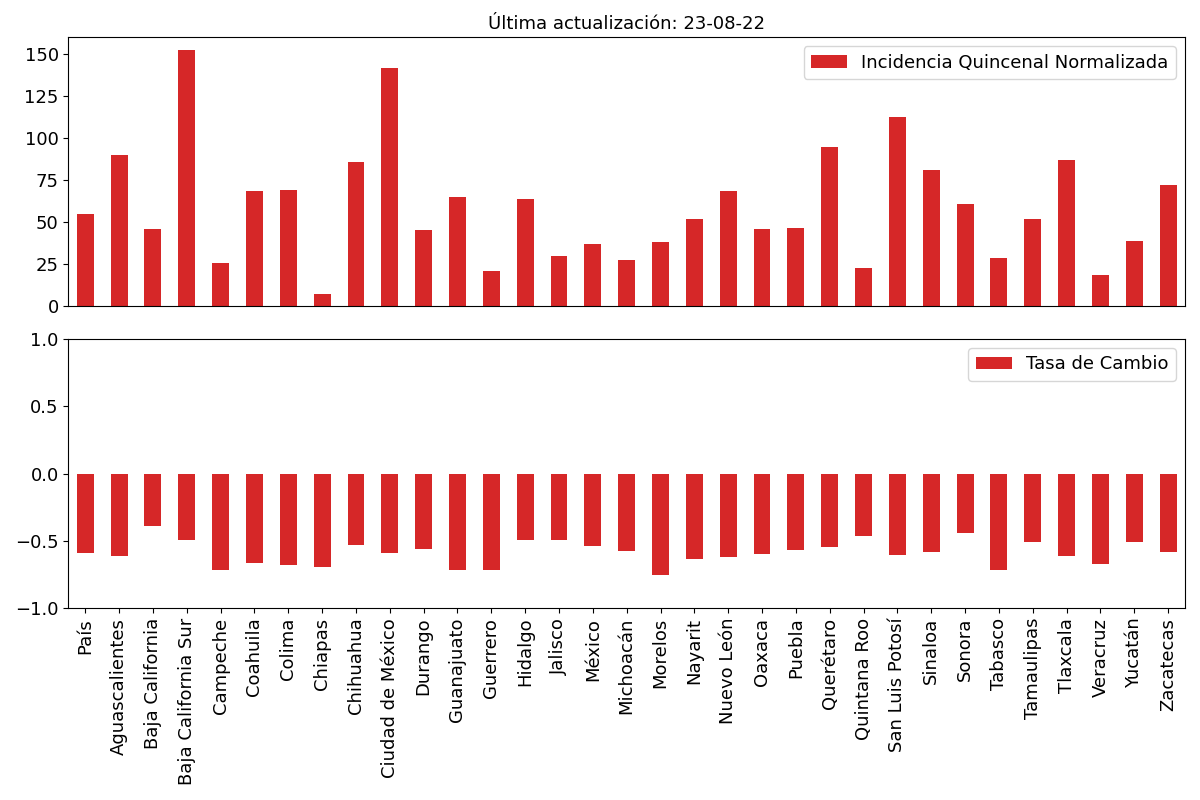 Última actualización: 23-08-22
Incidencia Quincenal Normalizada
150
125
100
75
50
25
0
Tasa de Cambio
1.0
0.5
0.0
−0.5
−1.0
País
Aguascalientes
Baja California
Baja California Sur
Campeche
Coahuila
Colima
Chiapas
Chihuahua
Ciudad de México
Durango
Guanajuato
Guerrero
Hidalgo
Jalisco
México
Michoacán
Morelos
Nayarit
Nuevo León
Oaxaca
Puebla
Querétaro
Quintana Roo
San Luis Potosí
Sinaloa
Sonora
Tabasco
Tamaulipas
Tlaxcala
Veracruz
Yucatán
Zacatecas